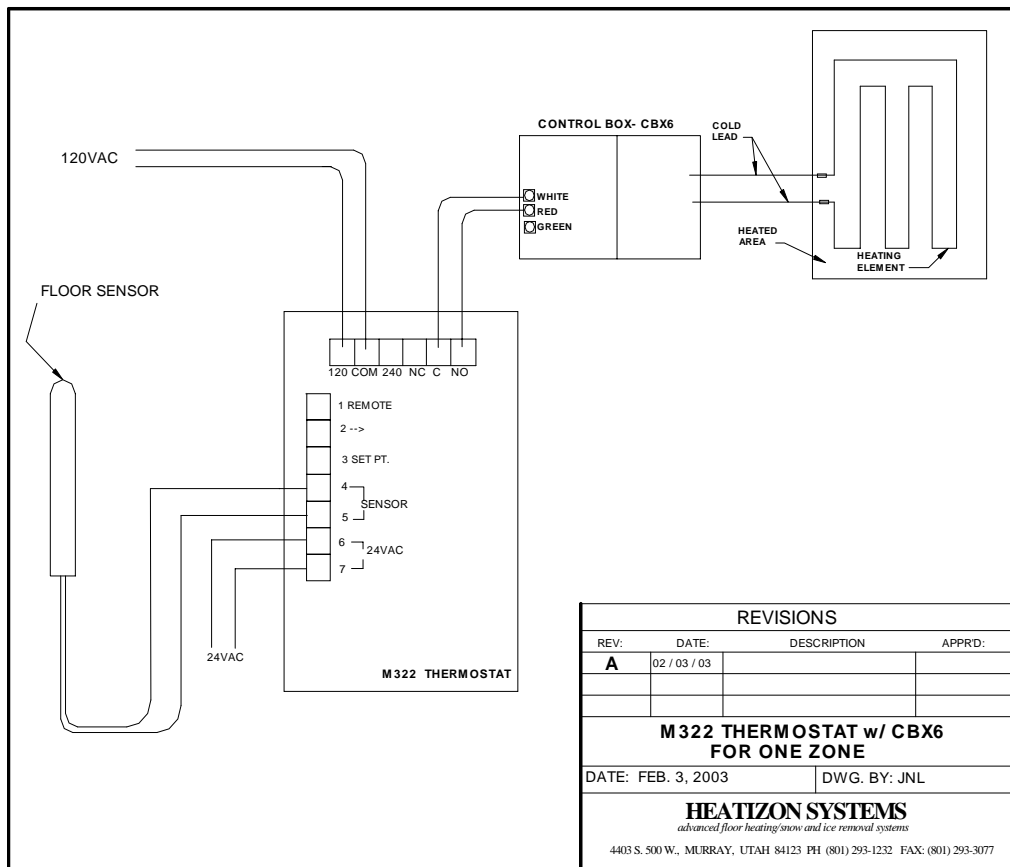 CONTROL BOX- CBX6
COLD
LEAD
120VAC
WHITE
RED
GREEN
HEATED
AREA
HEATING
ELEMENT
FLOOR SENSOR
120 COM 240 NC C NO
1 REMOTE
2 -->
3 SET PT.
4
SENSOR
5
6
24VAC
7
24VAC
M322 THERMOSTAT
REVISIONS
REV: DATE: DESCRIPTION APPR'D:
A 02 / 03 / 03
M322 THERMOSTAT w/ CBX6
FOR ONE ZONE
DATE: FEB. 3, 2003 DWG. BY: JNL
HEATIZON SYSTEMS
advanced floor heating/snow and ice removal systems
4403 S. 500 W., MURRAY, UTAH 84123 PH (801) 293-1232 FAX: (801) 293-3077